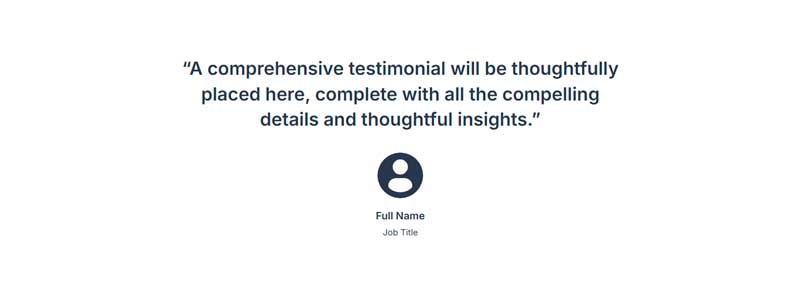 “A comprehensive testimonial will be thoughtfully
placed here, complete with all the compelling
details and thoughtful insights.”
Full Name
Job Title